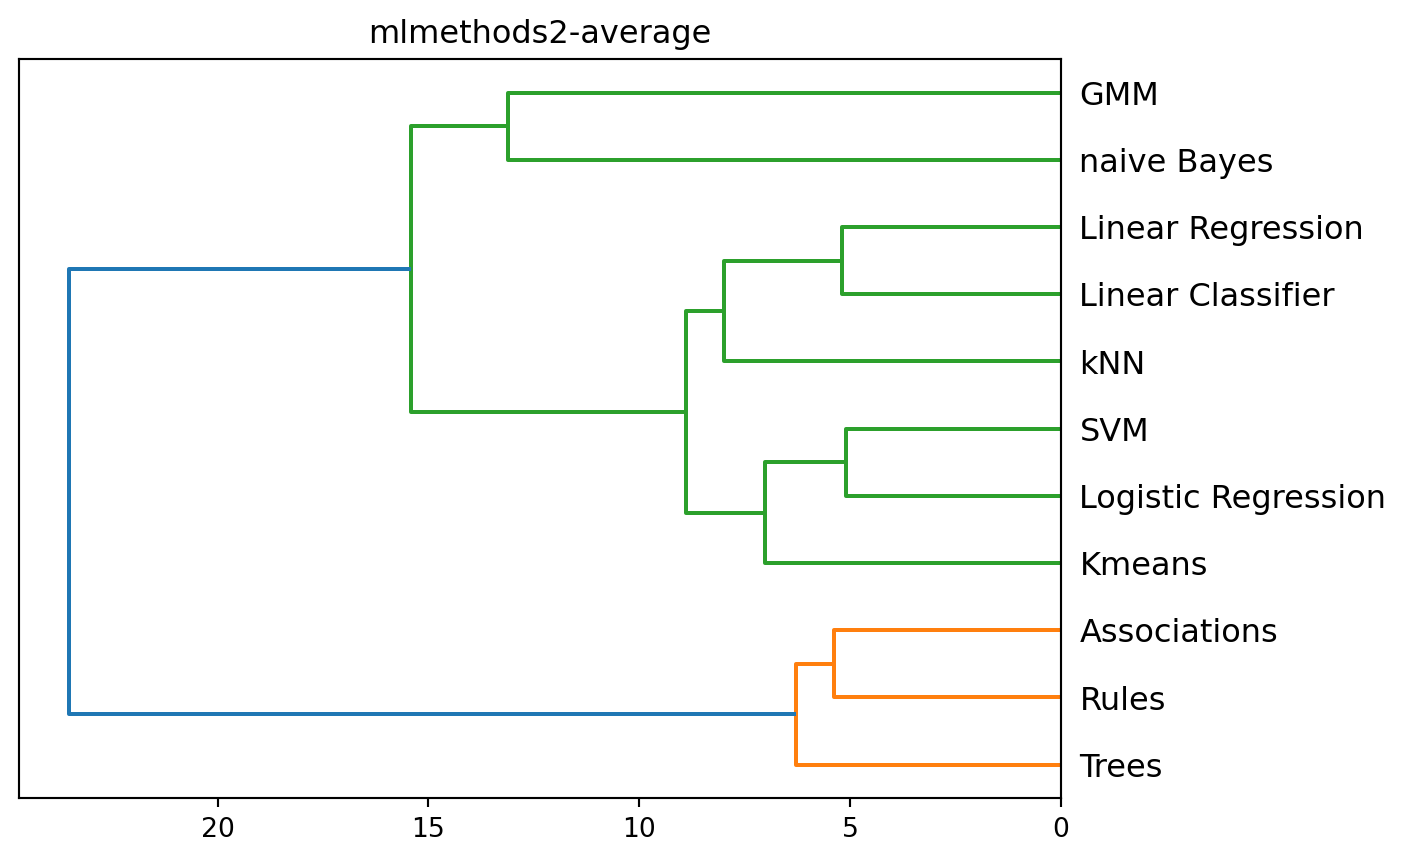 mlmethods2-average
GMM
naive Bayes
Linear Regression
Linear Classifier
kNN
SVM
Logistic Regression
Kmeans
Associations
Rules
Trees
20 15 10 5 0